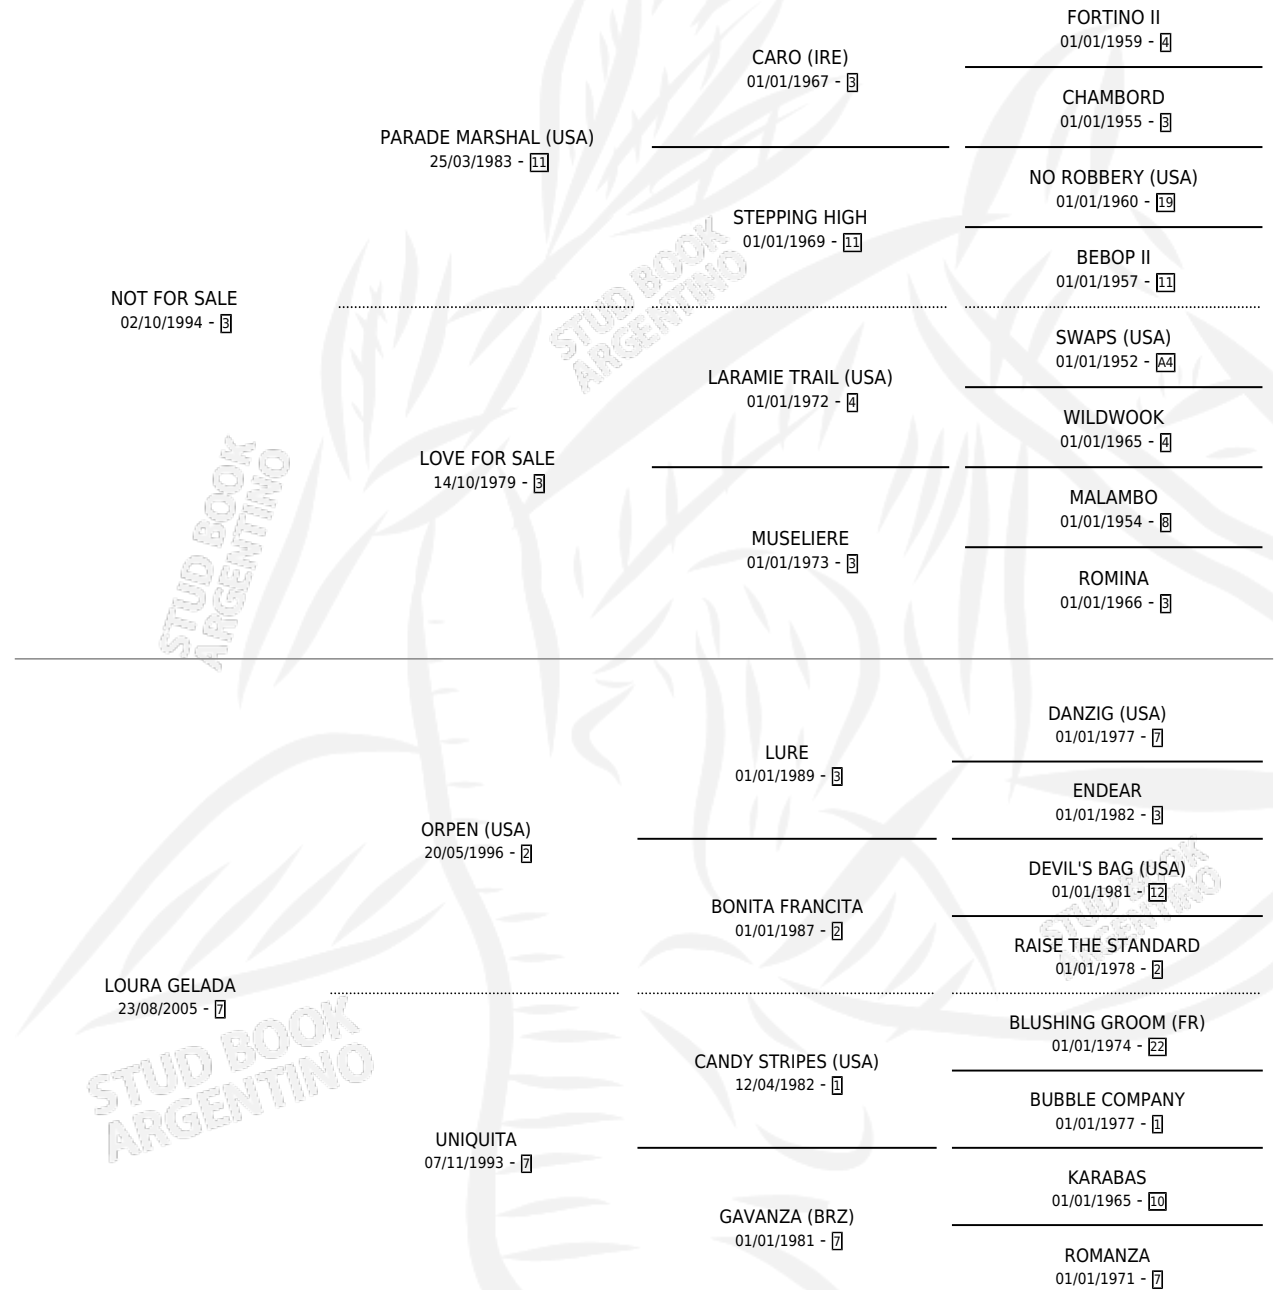 FORTINO II
01/01/1959 - 4
CARO (IRE)
01/01/1967 - 3
CHAMBORD
01/01/1955 - 3
PARADE MARSHAL (USA)
25/03/1983 - 11
NO ROBBERY (USA)
01/01/1960 - 19
STEPPING HIGH
01/01/1969 - 11
BEBOP II
01/01/1957 - 11
NOT FOR SALE
02/10/1994 - 3
SWAPS (USA)
01/01/1952 - A4
LARAMIE TRAIL (USA)
01/01/1972 - 4
WILDWOOK
01/01/1965 - 4
LOVE FOR SALE
14/10/1979 - 3
MALAMBO
01/01/1954 - 8
MUSELIERE
01/01/1973 - 3
ROMINA
01/01/1966 - 3
STUD BOOK
ARGENTINO
STUD BOOK
ARGENTINO
DANZIG (USA)
01/01/1977 - 7
LURE
01/01/1989 - 3
ENDEAR
01/01/1982 - 3
ORPEN (USA)
20/05/1996 - 2
DEVIL'S BAG (USA)
01/01/1981 - 12
BONITA FRANCITA
01/01/1987 - 2
RAISE THE STANDARD
01/01/1978 - 2
LOURA GELADA
23/08/2005 - 7
BLUSHING GROOM (FR)
01/01/1974 - 22
CANDY STRIPES (USA)
12/04/1982 - 1
BUBBLE COMPANY
01/01/1977 - 1
UNIQUITA
07/11/1993 - 7
KARABAS
01/01/1965 - 10
GAVANZA (BRZ)
01/01/1981 - 7
ROMANZA
01/01/1971 - 7
STUD BOOK
ARGENTINO
STUD BOOK
ARGENTINO